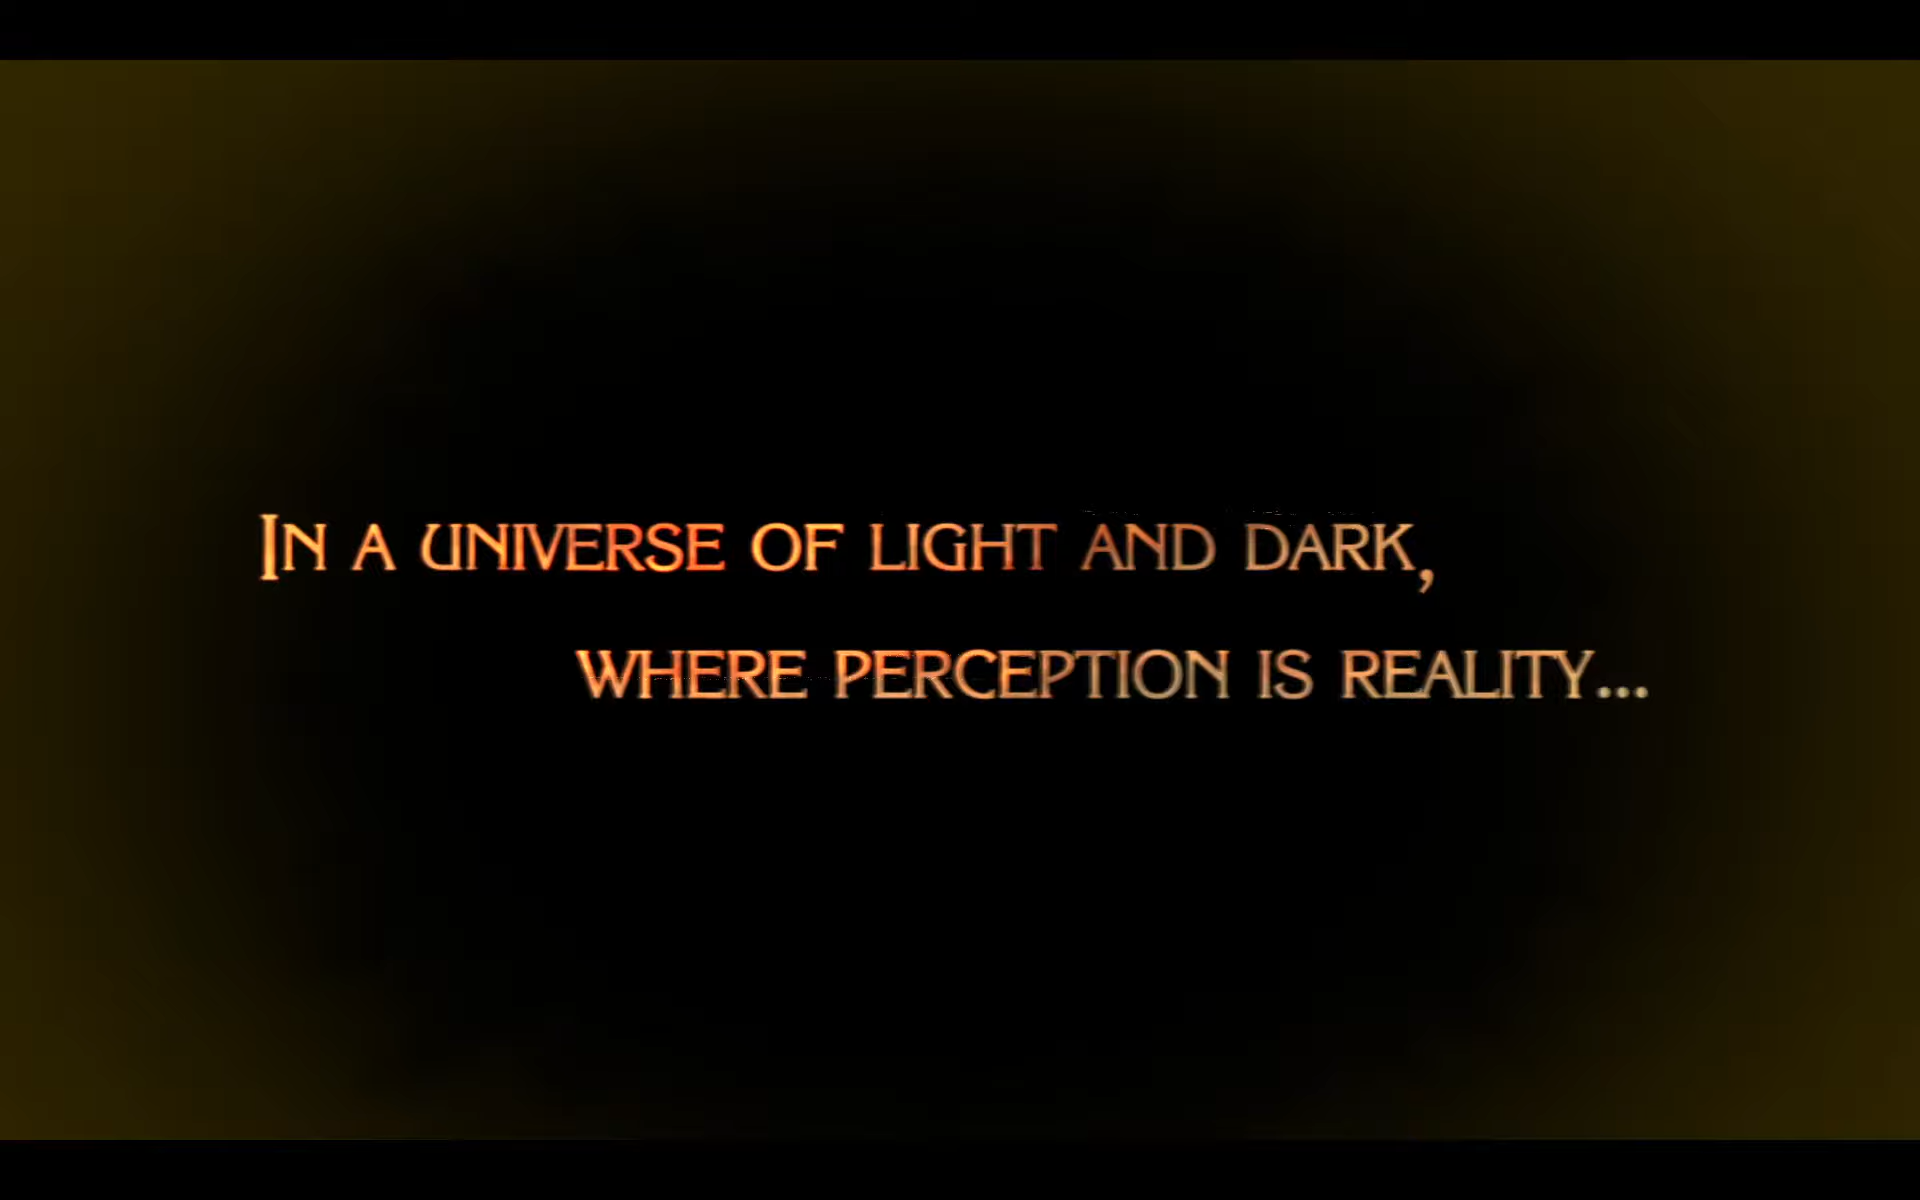 In a universe of light and dark,
where perception is reality...